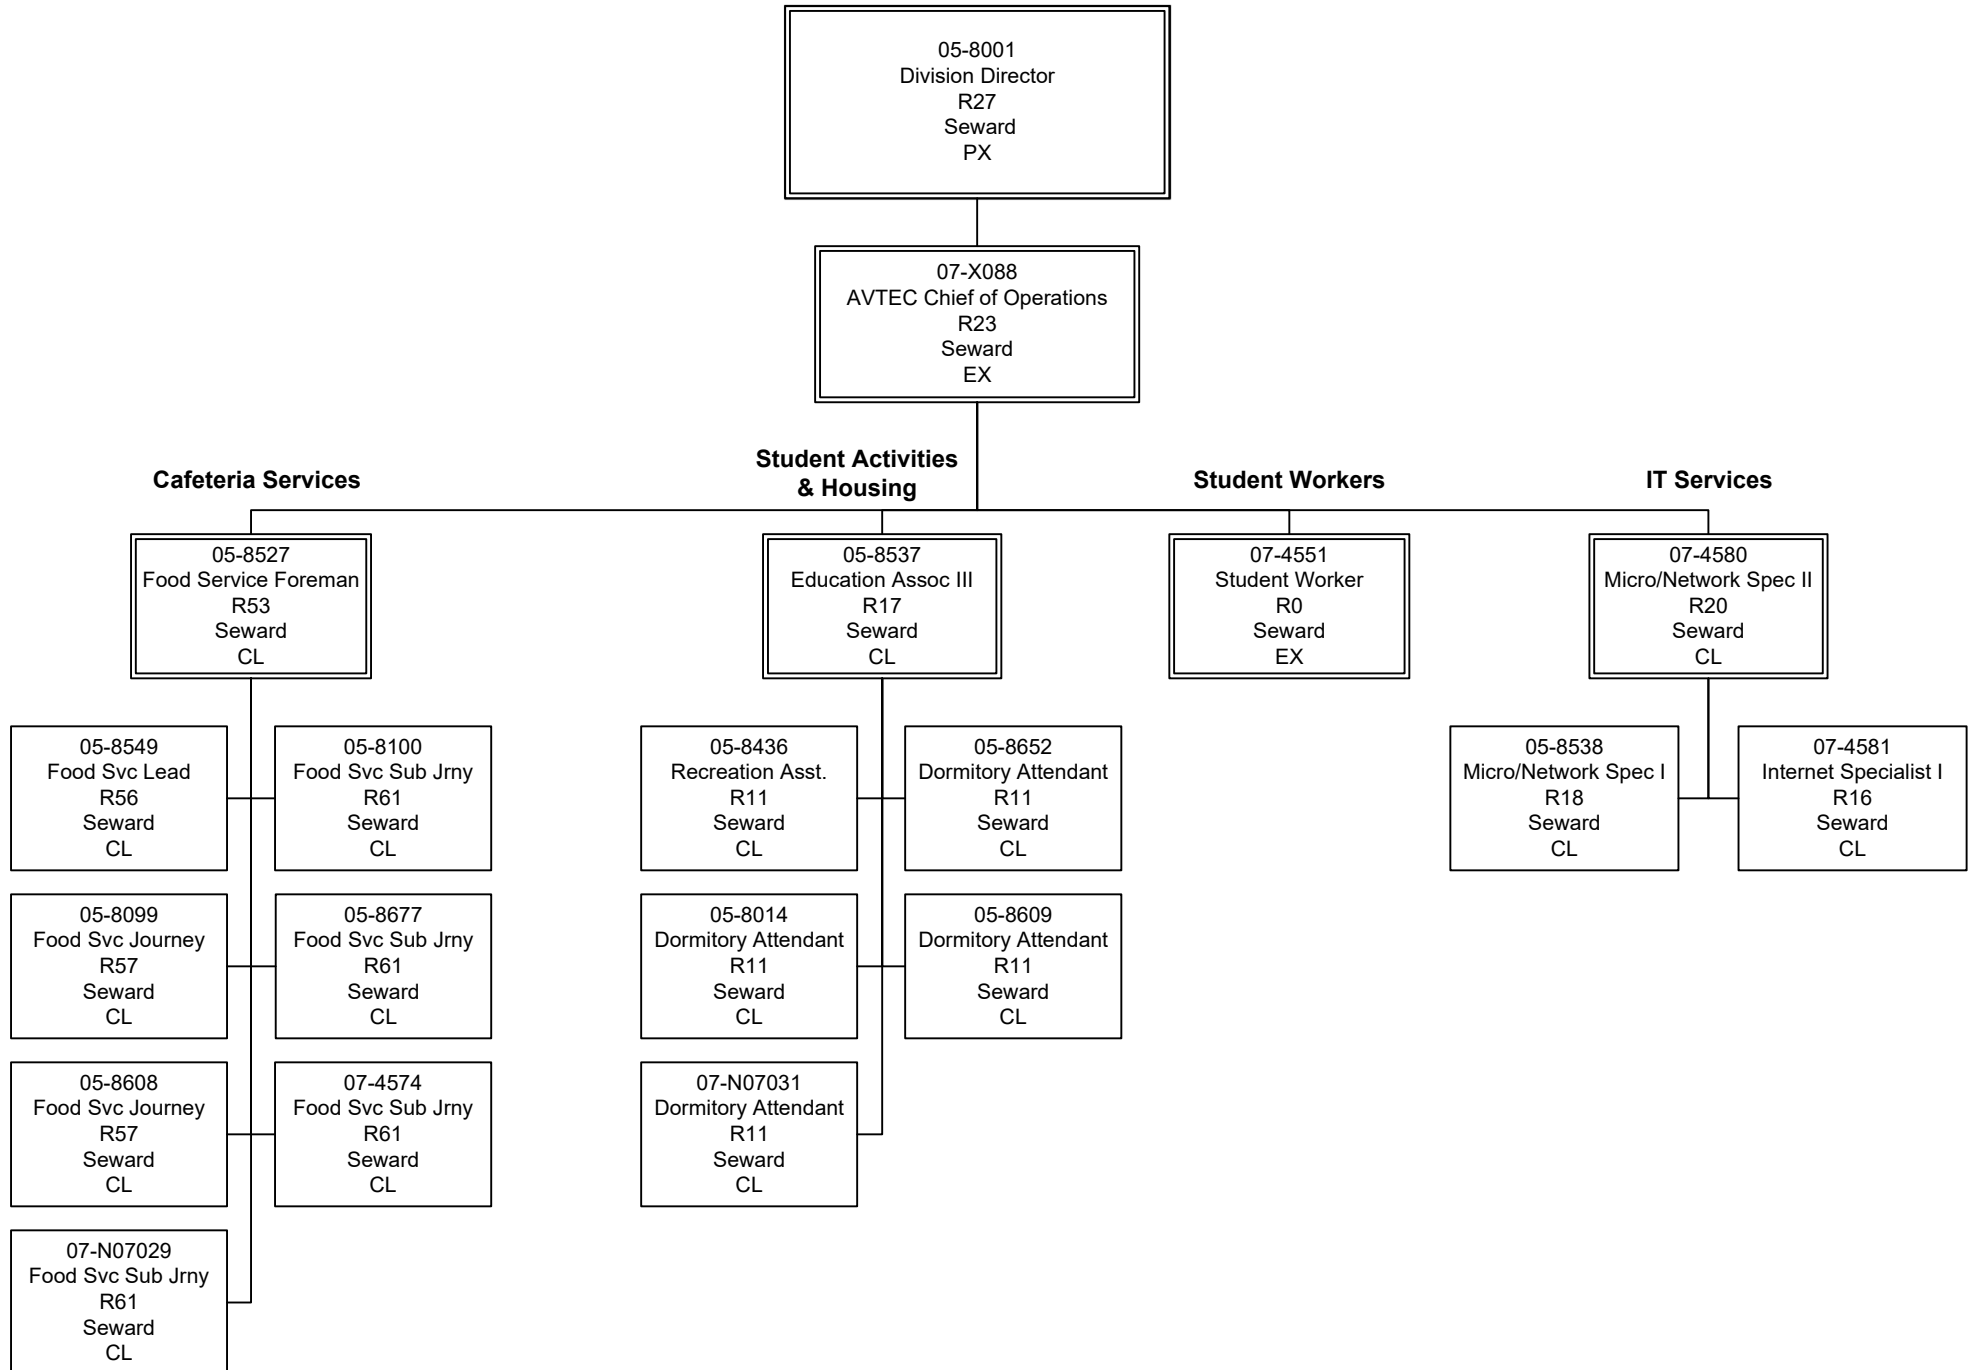 05-8001
Division Director
R27
Seward
PX
07-X088
AVTEC Chief of Operations
R23
Seward
EX
Cafeteria Services
Student Activities
& Housing
Student Workers
IT Services
05-8527
Food Service Foreman
R53
Seward
CL
05-8537
Education Assoc III
R17
Seward
CL
07-4551
Student Worker
R0
Seward
EX
07-4580
Micro/Network Spec II
R20
Seward
CL
05-8549
Food Svc Lead
R56
Seward
CL
05-8100
Food Svc Sub Jrny
R61
Seward
CL
05-8436
Recreation Asst.
R11
Seward
CL
05-8652
Dormitory Attendant
R11
Seward
CL
05-8538
Micro/Network Spec I
R18
Seward
CL
07-4581
Internet Specialist I
R16
Seward
CL
05-8099
Food Svc Journey
R57
Seward
CL
05-8677
Food Svc Sub Jrny
R61
Seward
CL
05-8014
Dormitory Attendant
R11
Seward
CL
05-8609
Dormitory Attendant
R11
Seward
CL
05-8608
Food Svc Journey
R57
Seward
CL
07-4574
Food Svc Sub Jrny
R61
Seward
CL
07-N07031
Dormitory Attendant
R11
Seward
CL
07-N07029
Food Svc Sub Jrny
R61
Seward
CL